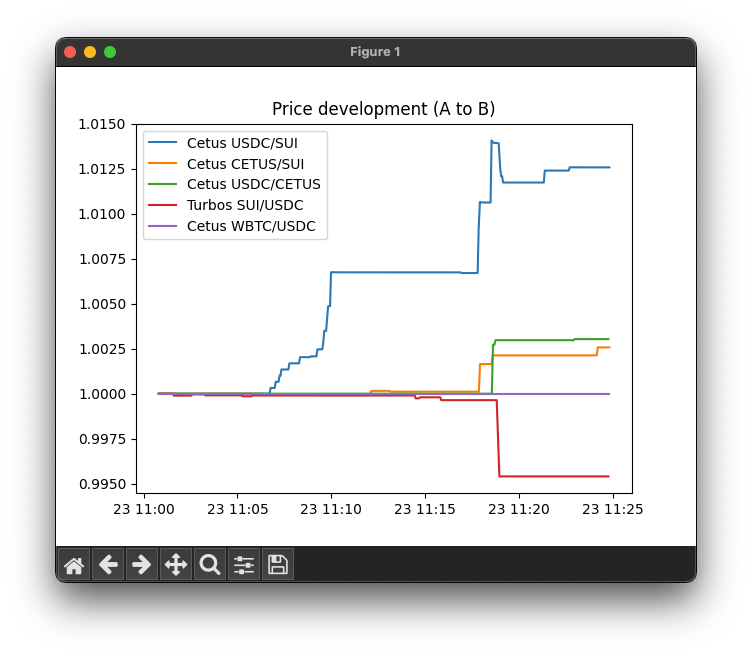 Figure 1
Price development (A to B)
1.0150
1.0125
1.0100
1.0075
1.0050
1.0025
1.0000
0.9975
0.9950
Cetus USDC/SUI
Cetus CETUS/SUI
Cetus USDC/CETUS
Turbos SUI/USDC
Cetus WBTC/USDC
23 11:00 23 11:05 23 11:10 23 11:15 23 11:20 23 11:25